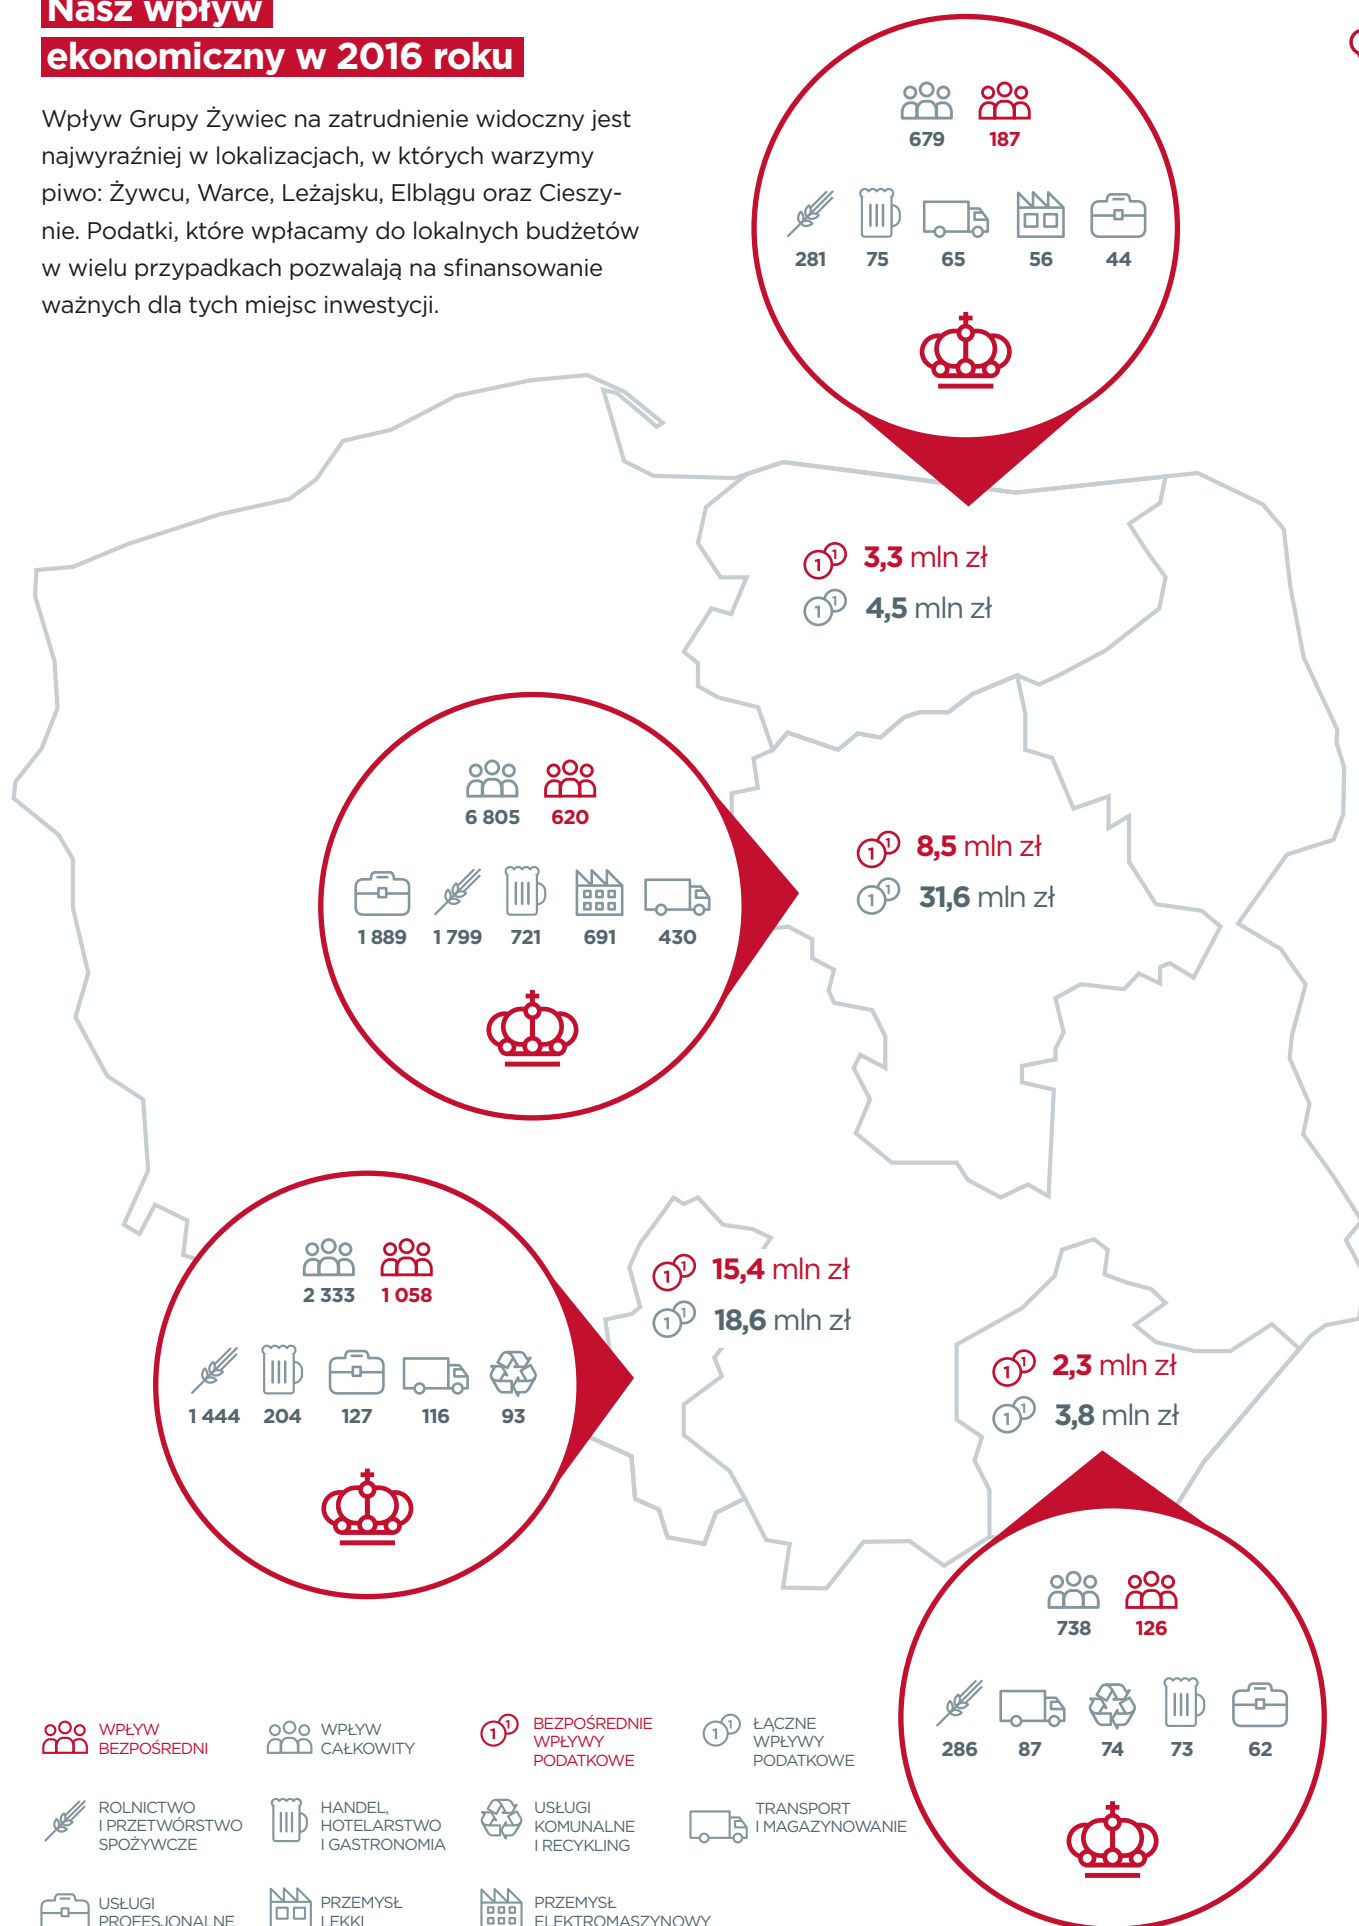 Nasz wpływ
ekonomiczny w 2016 roku
Wpływ Grupy Żywiec na zatrudnienie widoczny jest
najwyraźniej w lokalizacjach, w których warzymy
piwo: Żywcu, Warce, Leżajsku, Elblągu oraz Cieszy-
nie. Podatki, które wpłacamy do lokalnych budżetów
w wielu przypadkach pozwalają na sfinansowanie
ważnych dla tych miejsc inwestycji.
679 187
281 75 65 56 44
3,3 mln zł
4,5 mln zł
6 805 620
1 889 1 799 721 691 430
8,5 mln zł
31,6 mln zł
2 333 1 058
1 444 204 127 116 93
15,4 mln zł
18,6 mln zł
2,3 mln zł
3,8 mln zł
738 126
286 87 74 73 62
WPŁYW
BEZPOŚREDNI
WPŁYW
CAŁKOWITY
BEZPOŚREDNIE
WPŁYWY
PODATKOWE
ŁĄCZNE
WPŁYWY
PODATKOWE
ROLNICTWO
I PRZETWÓRSTWO
SPOŻYWCZE
HANDEL,
HOTELARSTWO
I GASTRONOMIA
USŁUGI
KOMUNALNE
I RECYKLING
TRANSPORT
I MAGAZYNOWANIE
USŁUGI
PROFESJONALNE
PRZEMYSŁ
LEKKI
PRZEMYSŁ
ELEKTROMASZYNOWY